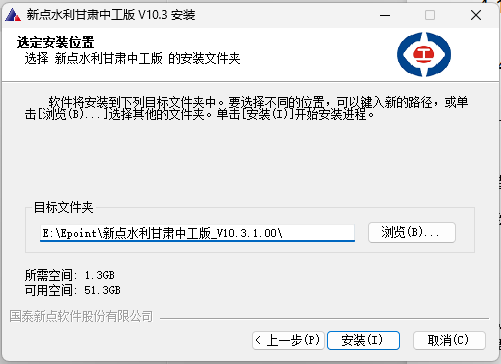 新点水利甘肃中工版 V10.3 安装
选定安装位置
选择 新点水利甘肃中工版 的安装文件夹
软件将安装到下列目标文件夹中。要选择不同的位置，可以键入新的路径，或单
击[浏览(B)...]选择其他的文件夹。单击[安装(I)]开始安装进程。
目标文件夹
E:\Epoint\新点水利甘肃中工版_V10.3.1.00\
浏览(B)...
所需空间: 1.3GB
可用空间: 51.3GB
国泰新点软件股份有限公司
< 上一步(P)
安装(I)
取消(C)